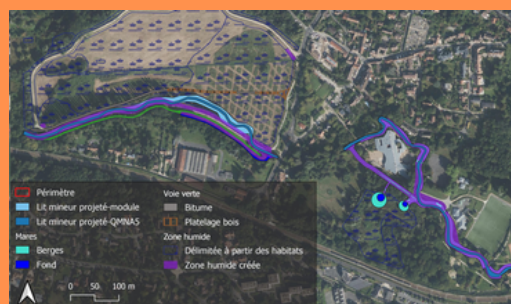 Périmètre
Lit mineur projeté-module
Lit mineur projeté-QMNA5
Mares
Berges
Fond
Voie verte
Bitume
Platelage bois
Zone humide
Délimitée à partir des habitats
Zone humide créée
0 50 100 m